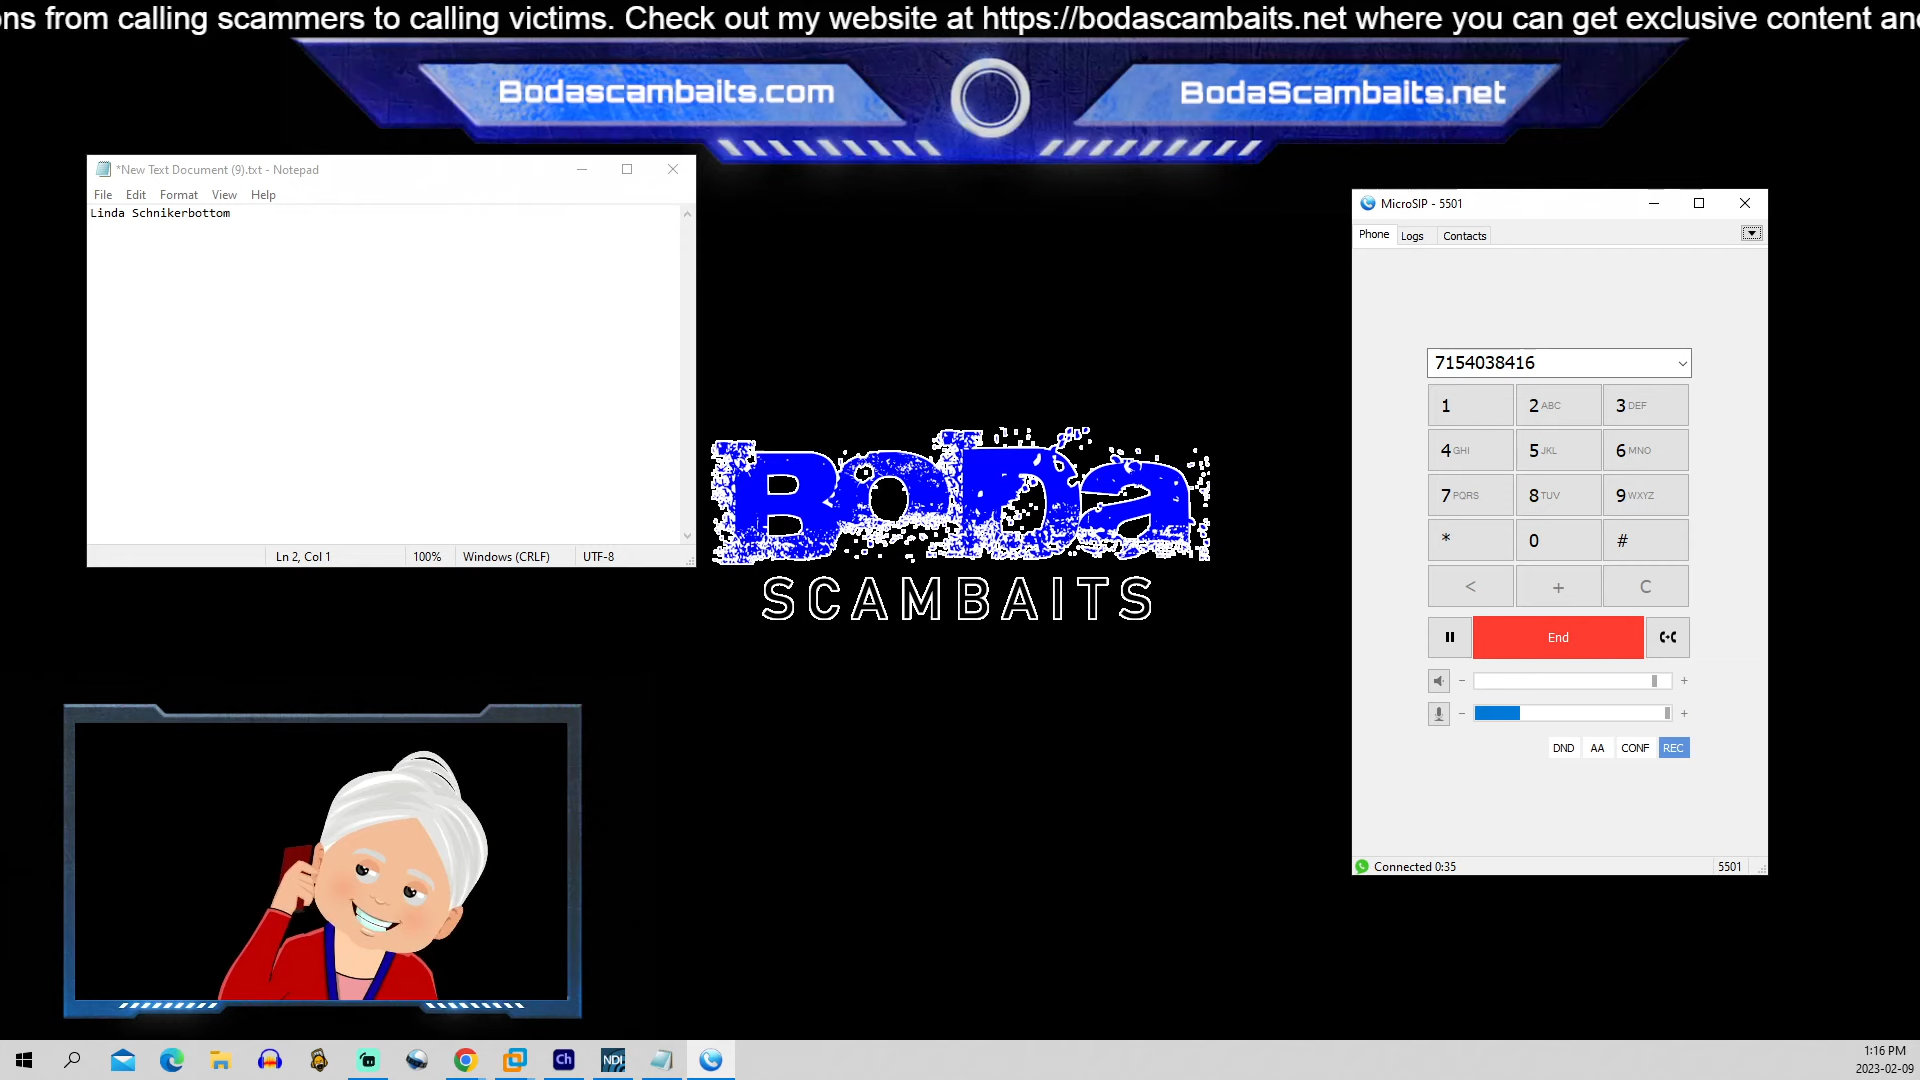 ons from calling scammers to calling victims. Check out my website at https://bodascambaits.net where you can get exclusive content and
Bodascambaits.com
BodaScambaits.net
*New Text Document (9).txt - Notepad
File Edit Format View Help
Linda Schnikerbottom
Ln 2, Col 1 100% Windows (CRLF) UTF-8
BoDa
SCAMBAITS
MicroSIP - 5501
Phone Logs Contacts
7154038416
1 2 ABC 3 DEF
4 GHI 5 JKL 6 MNO
7 PQRS 8 TUV 9 WXYZ
* 0 #
< + C
End
- +
- +
DND AA CONF REC
Connected 0:35 5501
Ch NDI
1:16 PM
2023-02-09